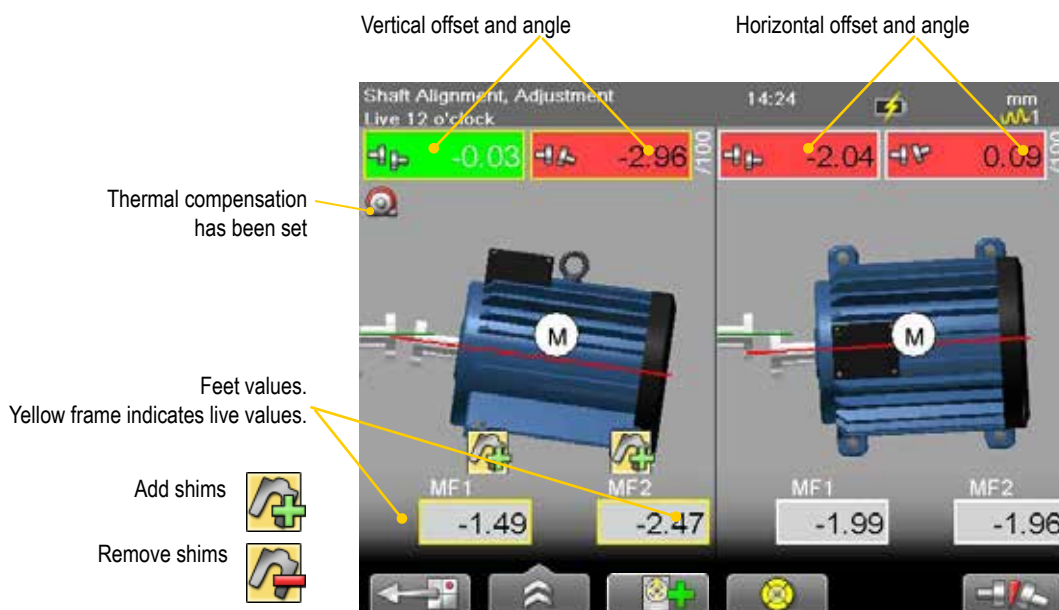 Vertical offset and angle
Horizontal offset and angle
Shaft Alignment, Adjustment
14:24
mm
Live 12 o'clock
1
-0.03
-2.96
/100
-2.04
0.09
/100
Thermal compensation
has been set
M
M
Feet values.
Yellow frame indicates live values.
MF1
MF2
MF1
MF2
-1.49
-2.47
-1.99
-1.96
Add shims
Remove shims